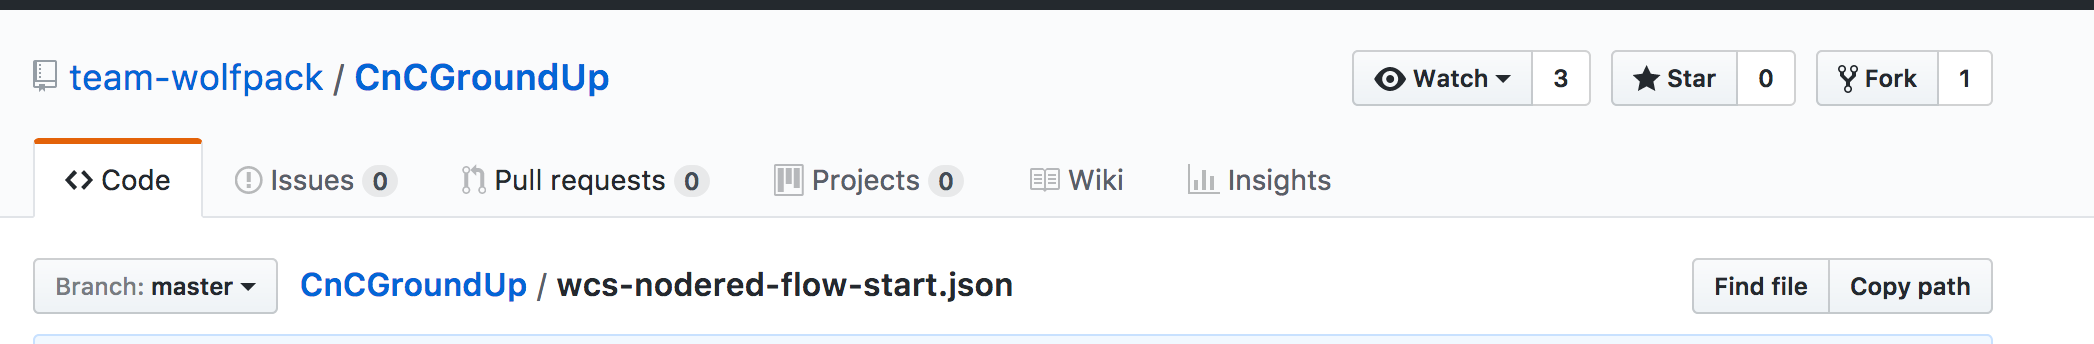 team-wolfpack / CnCGroundUp Watch 3 Star 0 Fork 1
Code Issues 0 Pull requests 0 Projects 0 Wiki Insights
Branch: master CnCGroundUp / wcs-nodered-flow-start.json Find file Copy path